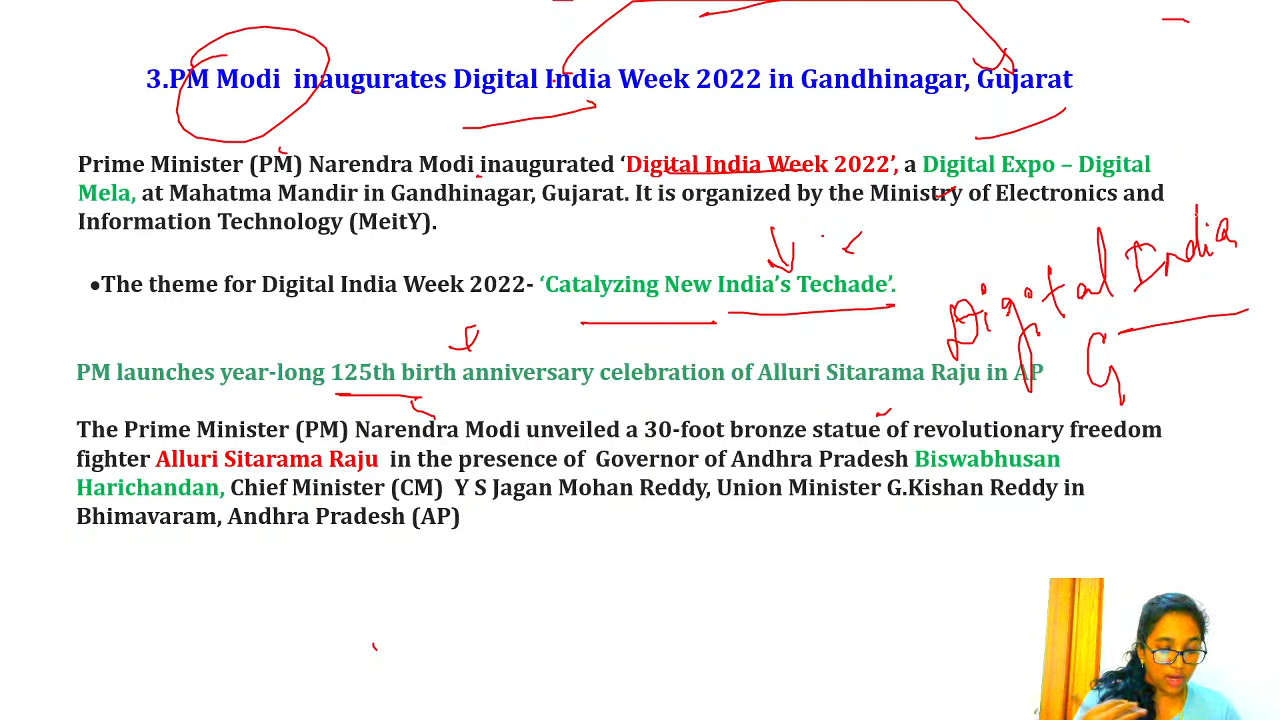 3.PM Modi inaugurates Digital India Week 2022 in Gandhinagar, Gujarat
Prime Minister (PM) Narendra Modi inaugurated ‘Digital India Week 2022’, a Digital Expo – Digital
Mela, at Mahatma Mandir in Gandhinagar, Gujarat. It is organized by the Ministry of Electronics and
Information Technology (MeitY).
•The theme for Digital India Week 2022- ‘Catalyzing New India’s Techade’.
Digital India
G
PM launches year-long 125th birth anniversary celebration of Alluri Sitarama Raju in AP
The Prime Minister (PM) Narendra Modi unveiled a 30-foot bronze statue of revolutionary freedom
fighter Alluri Sitarama Raju in the presence of Governor of Andhra Pradesh Biswabhusan
Harichandan, Chief Minister (CM) Y S Jagan Mohan Reddy, Union Minister G.Kishan Reddy in
Bhimavaram, Andhra Pradesh (AP)